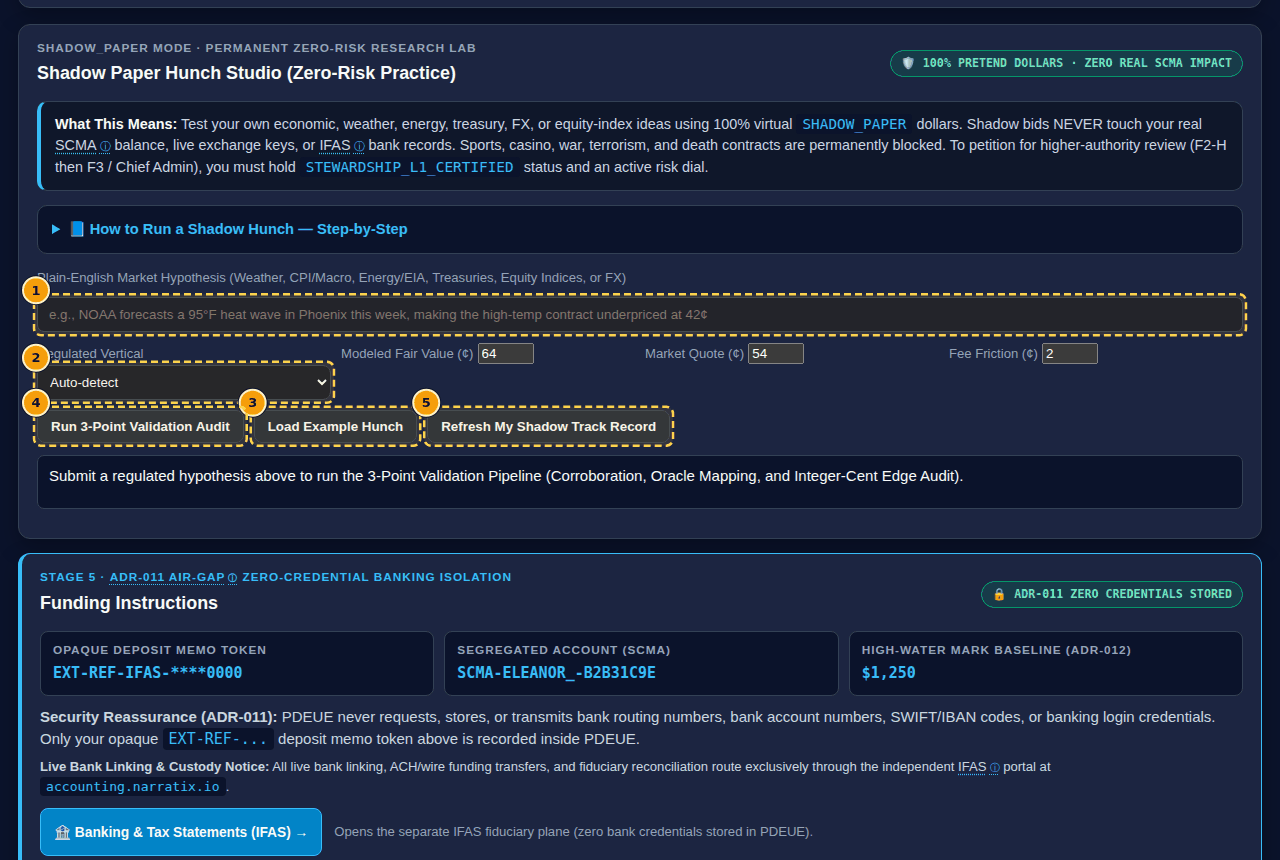 SHADOW_PAPER MODE · PERMANENT ZERO-RISK RESEARCH LAB
Shadow Paper Hunch Studio (Zero-Risk Practice)
🛡️ 100% PRETEND DOLLARS · ZERO REAL SCMA IMPACT
What This Means: Test your own economic, weather, energy, treasury, FX, or equity-index ideas using 100% virtual SHADOW_PAPER dollars. Shadow bids NEVER touch your real
SCMA ⓘ balance, live exchange keys, or IFAS ⓘ bank records. Sports, casino, war, terrorism, and death contracts are permanently blocked. To petition for higher-authority review (F2-H
then F3 / Chief Admin), you must hold STEWARDSHIP_L1_CERTIFIED status and an active risk dial.
▶ 📘 How to Run a Shadow Hunch — Step-by-Step
Plain-English Market Hypothesis (Weather, CPI/Macro, Energy/EIA, Treasuries, Equity Indices, or FX)
1
e.g., NOAA forecasts a 95°F heat wave in Phoenix this week, making the high-temp contract underpriced at 42¢
2 egulated Vertical
Modeled Fair Value (¢) 64
Market Quote (¢) 54
Fee Friction (¢) 2
Auto-detect
4 3 5
Run 3-Point Validation Audit
Load Example Hunch
Refresh My Shadow Track Record
Submit a regulated hypothesis above to run the 3-Point Validation Pipeline (Corroboration, Oracle Mapping, and Integer-Cent Edge Audit).
STAGE 5 · ADR-011 AIR-GAP ⓘ ZERO-CREDENTIAL BANKING ISOLATION
Funding Instructions
🔒 ADR-011 ZERO CREDENTIALS STORED
OPAQUE DEPOSIT MEMO TOKEN
EXT-REF-IFAS-****0000
SEGREGATED ACCOUNT (SCMA)
SCMA-ELEANOR_-B2B31C9E
HIGH-WATER MARK BASELINE (ADR-012)
$1,250
Security Reassurance (ADR-011): PDEUE never requests, stores, or transmits bank routing numbers, bank account numbers, SWIFT/IBAN codes, or banking login credentials.
Only your opaque EXT-REF-... deposit memo token above is recorded inside PDEUE.
Live Bank Linking & Custody Notice: All live bank linking, ACH/wire funding transfers, and fiduciary reconciliation route exclusively through the independent IFAS ⓘ portal at
accounting.narratix.io.
🏦 Banking & Tax Statements (IFAS) →
Opens the separate IFAS fiduciary plane (zero bank credentials stored in PDEUE).